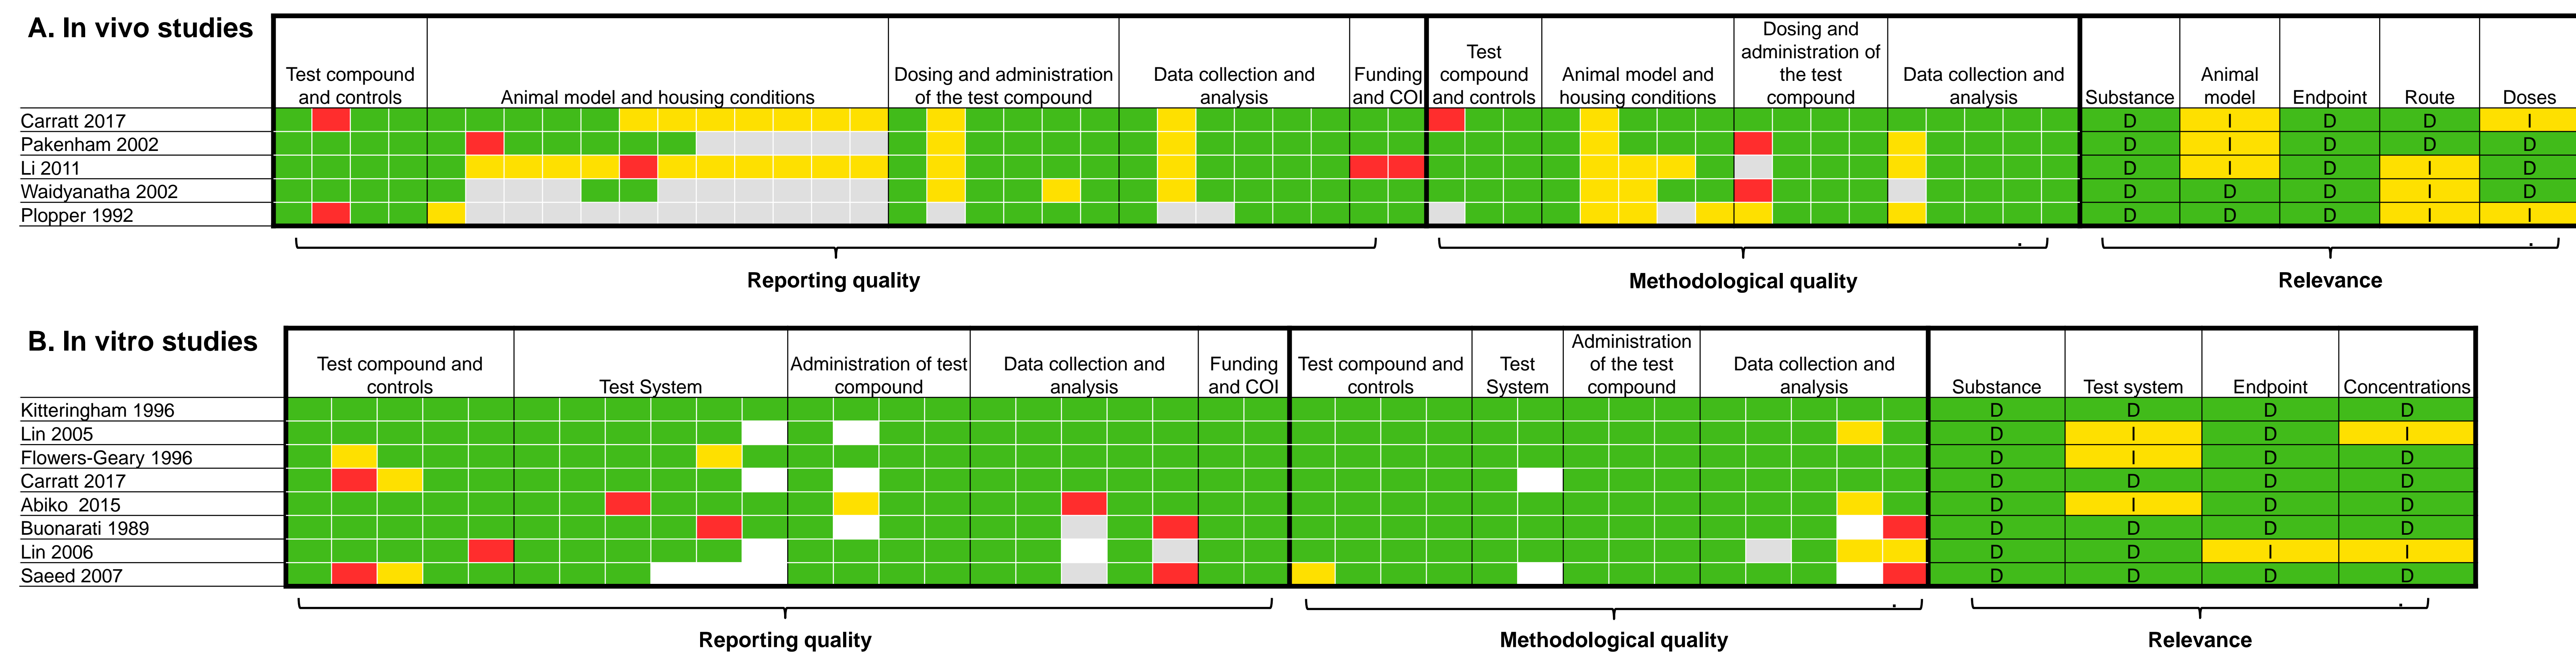 A. In vivo studies
Test compound
and controls
Animal model and housing conditions
Dosing and administration
of the test compound
Data collection and
analysis
Funding
and COI
Test
compound
and controls
Animal model and
housing conditions
Dosing and
administration of
the test
compound
Data collection and
analysis
Substance
Animal
model
Endpoint
Route
Doses
Carratt 2017 D I D D I
Pakenham 2002 D I D D D
Li 2011 D I D I D
Waidyanatha 2002 D D D I D
Plopper 1992 D D D I I
Reporting quality
Methodological quality
Relevance
B. In vitro studies
Test compound and
controls
Test System
Administration of test
compound
Data collection and
analysis
Funding
and COI
Test compound and
controls
Test
System
Administration
of the test
compound
Data collection and
analysis
Substance
Test system
Endpoint
Concentrations
Kitteringham 1996 D D D D
Lin 2005 D I D I
Flowers-Geary 1996 D I D D
Carratt 2017 D D D D
Abiko 2015 D I D D
Buonarati 1989 D D D D
Lin 2006 D D I I
Saeed 2007 D D D D
Reporting quality
Methodological quality
Relevance